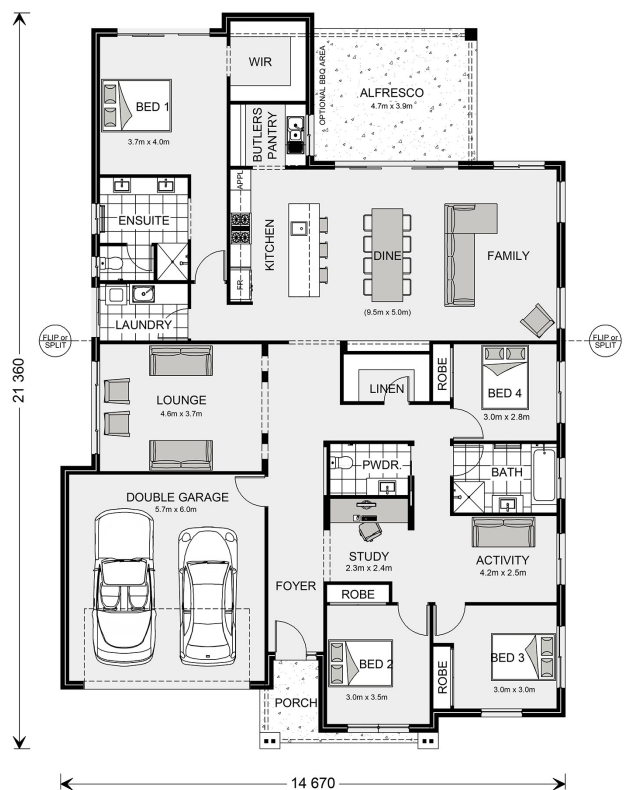 WIR
OPTIONAL BBQ AREA
ALFRESCO
4.7m x 3.9m
BED 1
3.7m x 4.0m
BUTLERS
PANTRY
APPL
ENSUITE
KITCHEN
DINE
FAMILY
FR
(9.5m x 5.0m)
LAUNDRY
FLIP or
SPLIT
FLIP or
SPLIT
21 360
LOUNGE
4.6m x 3.7m
LINEN
ROBE
BED 4
3.0m x 2.8m
PWDR.
BATH
DOUBLE GARAGE
5.7m x 6.0m
STUDY
2.3m x 2.4m
ACTIVITY
4.2m x 2.5m
FOYER
ROBE
BED 2
3.0m x 3.5m
ROBE
BED 3
3.0m x 3.0m
PORCH
14 670